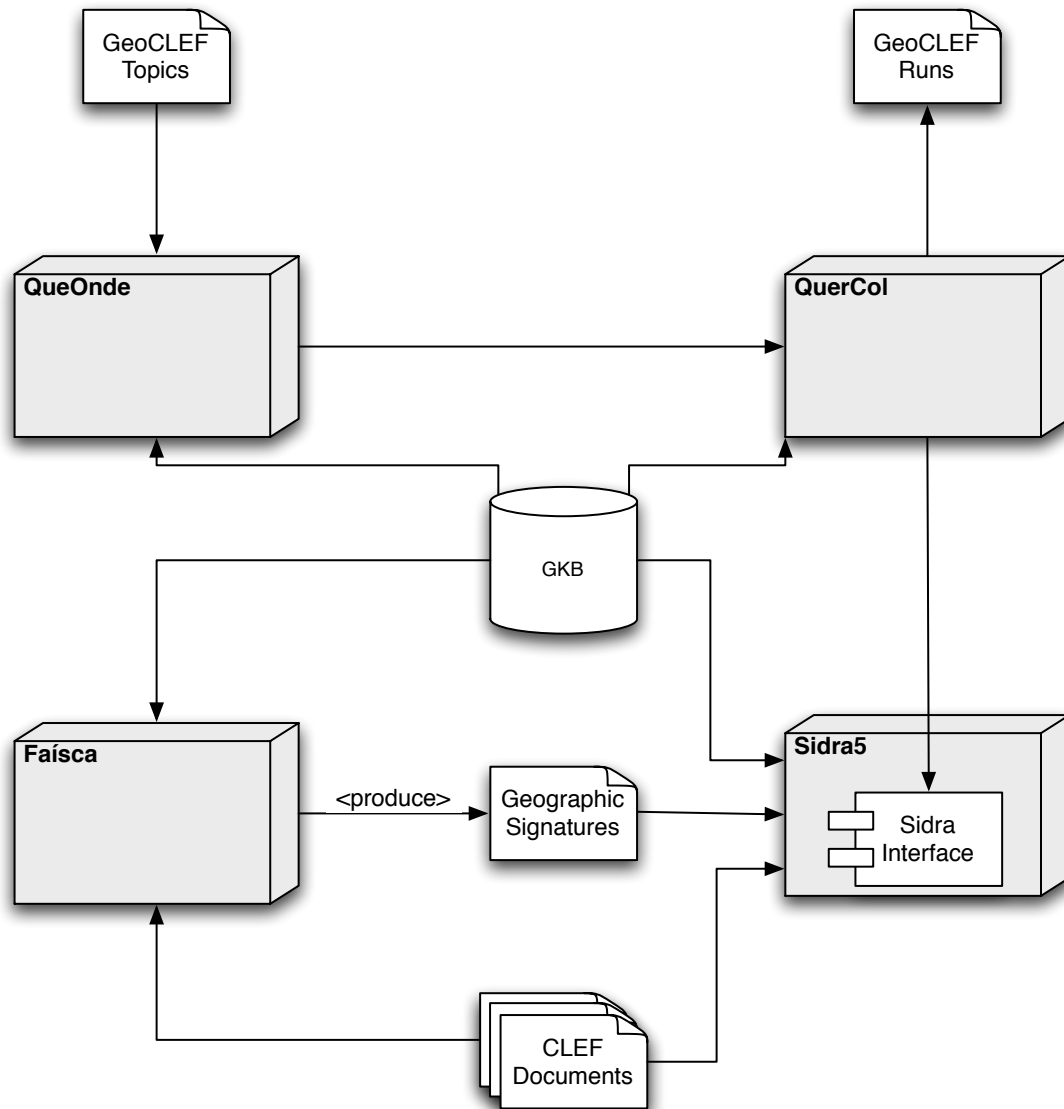 GeoCLEF
Topics
GeoCLEF
Runs
QueOnde
QuerCol
GKB
Faísca
<produce>
Geographic
Signatures
Sidra5
Sidra
Interface
CLEF
Documents